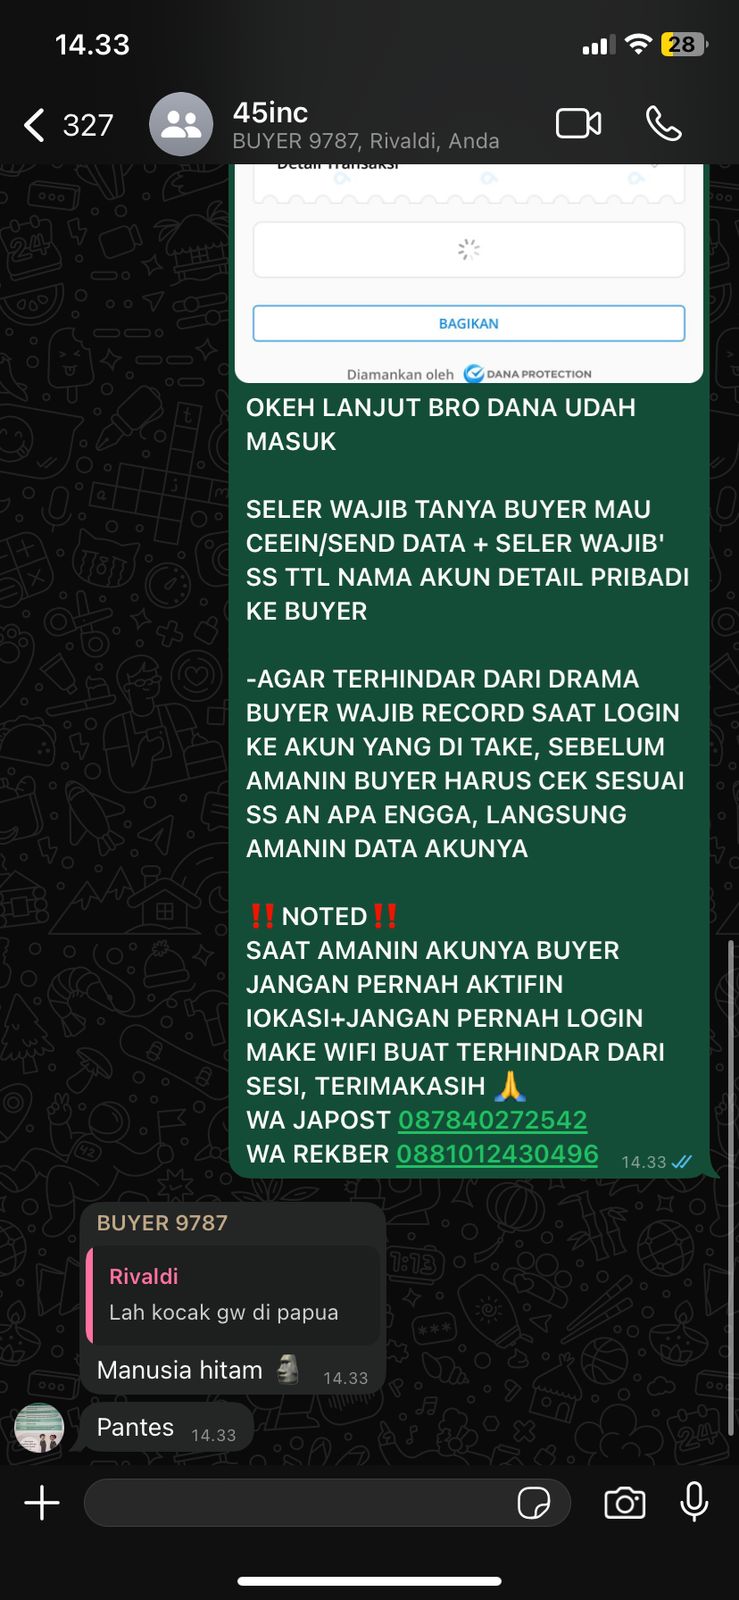 14.33
28
327
45inc
BUYER 9787, Rivaldi, Anda
Detail Transaksi
BAGIKAN
Diamankan oleh DANA PROTECTION
OKEH LANJUT BRO DANA UDAH
MASUK
SELER WAJIB TANYA BUYER MAU
CEEIN/SEND DATA + SELER WAJIB'
SS TTL NAMA AKUN DETAIL PRIBADI
KE BUYER
-AGAR TERHINDAR DARI DRAMA
BUYER WAJIB RECORD SAAT LOGIN
KE AKUN YANG DI TAKE, SEBELUM
AMANIN BUYER HARUS CEK SESUAI
SS AN APA ENGGA, LANGSUNG
AMANIN DATA AKUNYA
‼️NOTED‼️
SAAT AMANIN AKUNYA BUYER
JANGAN PERNAH AKTIFIN
lOKASI+JANGAN PERNAH LOGIN
MAKE WIFI BUAT TERHINDAR DARI
SESI, TERIMAKASIH 🙏
WA JAPOST 087840272542
WA REKBER 0881012430496 14.33
BUYER 9787
Rivaldi
Lah kocak gw di papua
Manusia hitam 🗿 14.33
Pantes 14.33